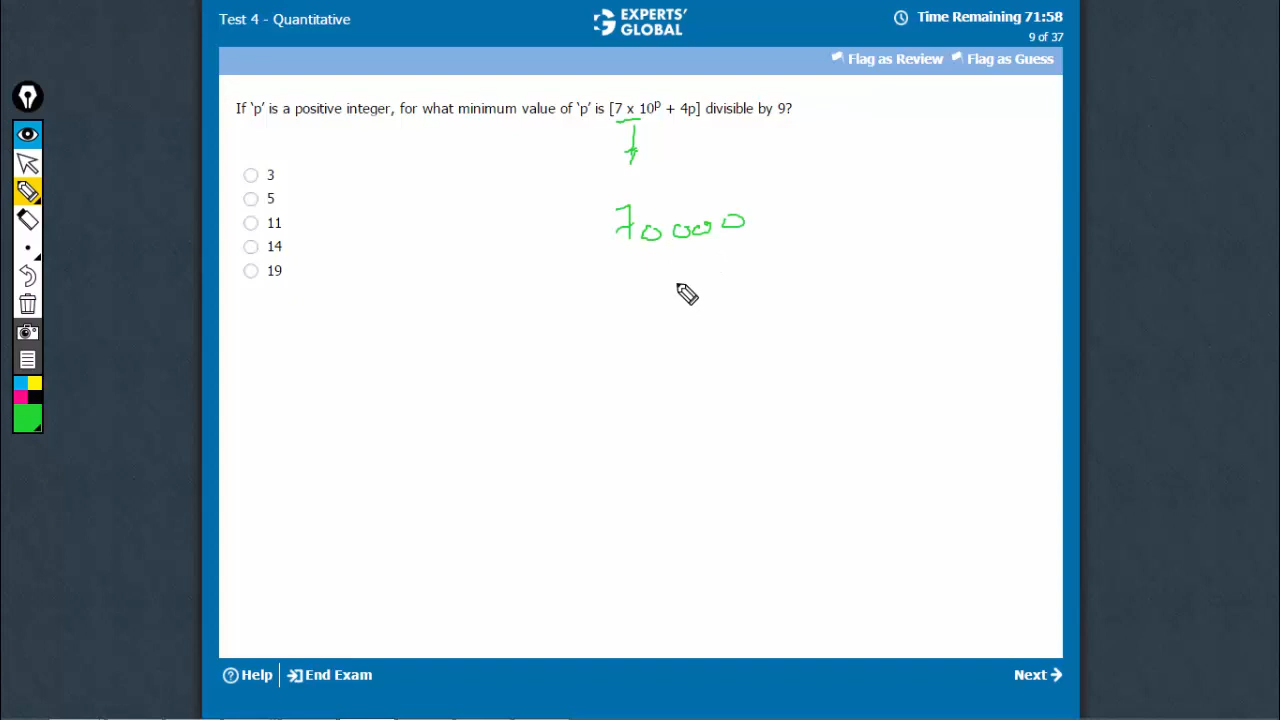 Test 4 - Quantitative
EXPERTS'
GLOBAL
Time Remaining 71:58
9 of 37
Flag as Review
Flag as Guess
If ‘p’ is a positive integer, for what minimum value of ‘p’ is [7 x 10ᵖ + 4p] divisible by 9?
70000
3
5
11
14
19
Help
End Exam
Next